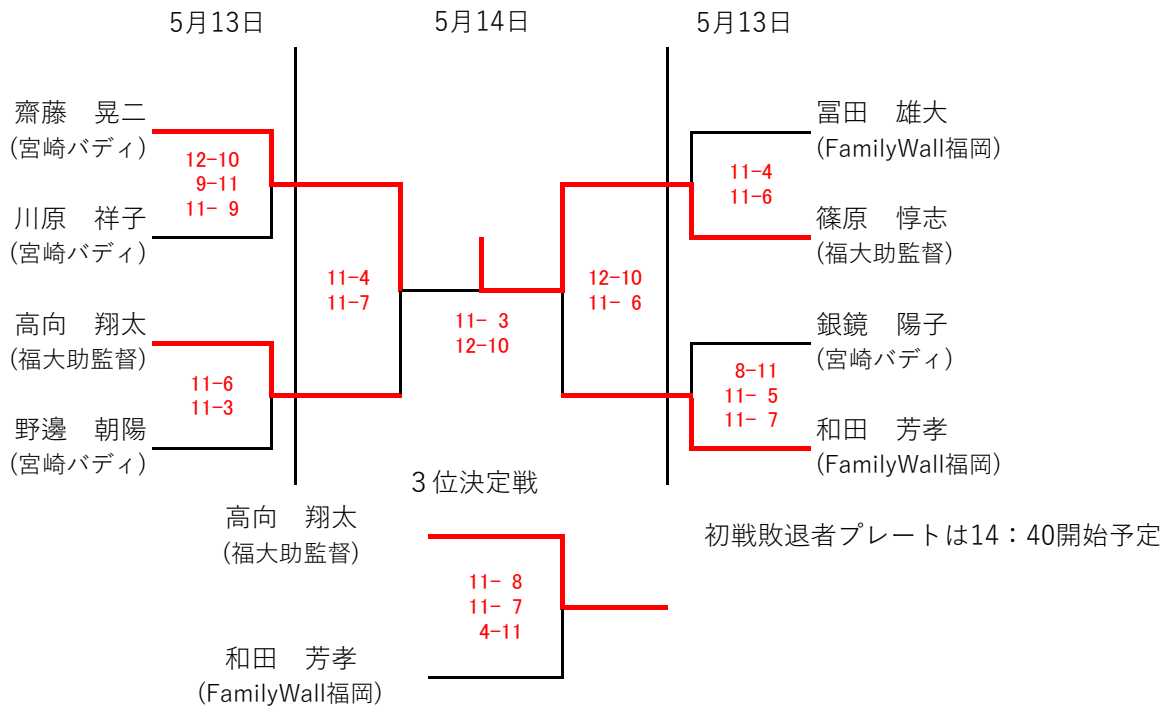 5月13日
5月14日
5月13日
齋藤　晃二
(宮崎バディ)
12-10
9-11
11- 9
川原　祥子
(宮崎バディ)
11-4
11-7
高向　翔太
(福大助監督)
11-6
11-3
野邊　朝陽
(宮崎バディ)
11- 3
12-10
冨田　雄大
(FamilyWall福岡)
11-4
11-6
篠原　惇志
(福大助監督)
12-10
11- 6
銀鏡　陽子
(宮崎バディ)
8-11
11- 5
11- 7
和田　芳孝
(FamilyWall福岡)
３位決定戦
高向　翔太
(福大助監督)
11- 8
11- 7
4-11
和田　芳孝
(FamilyWall福岡)
初戦敗退者プレートは14：40開始予定